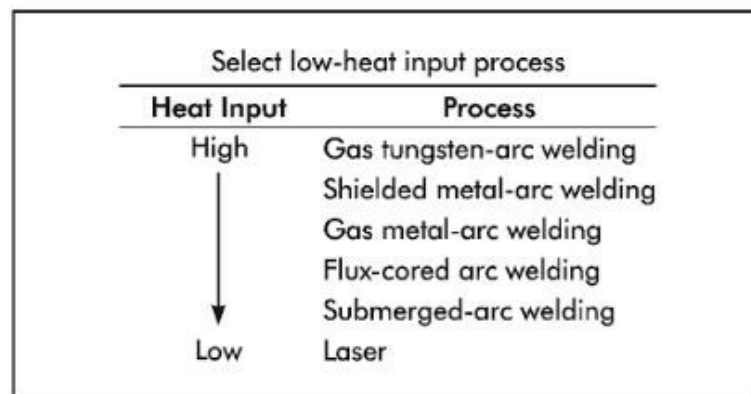 Select low-heat input process
Heat Input Process
High Gas tungsten-arc welding
Shielded metal-arc welding
Gas metal-arc welding
Flux-cored arc welding
Submerged-arc welding
Low Laser